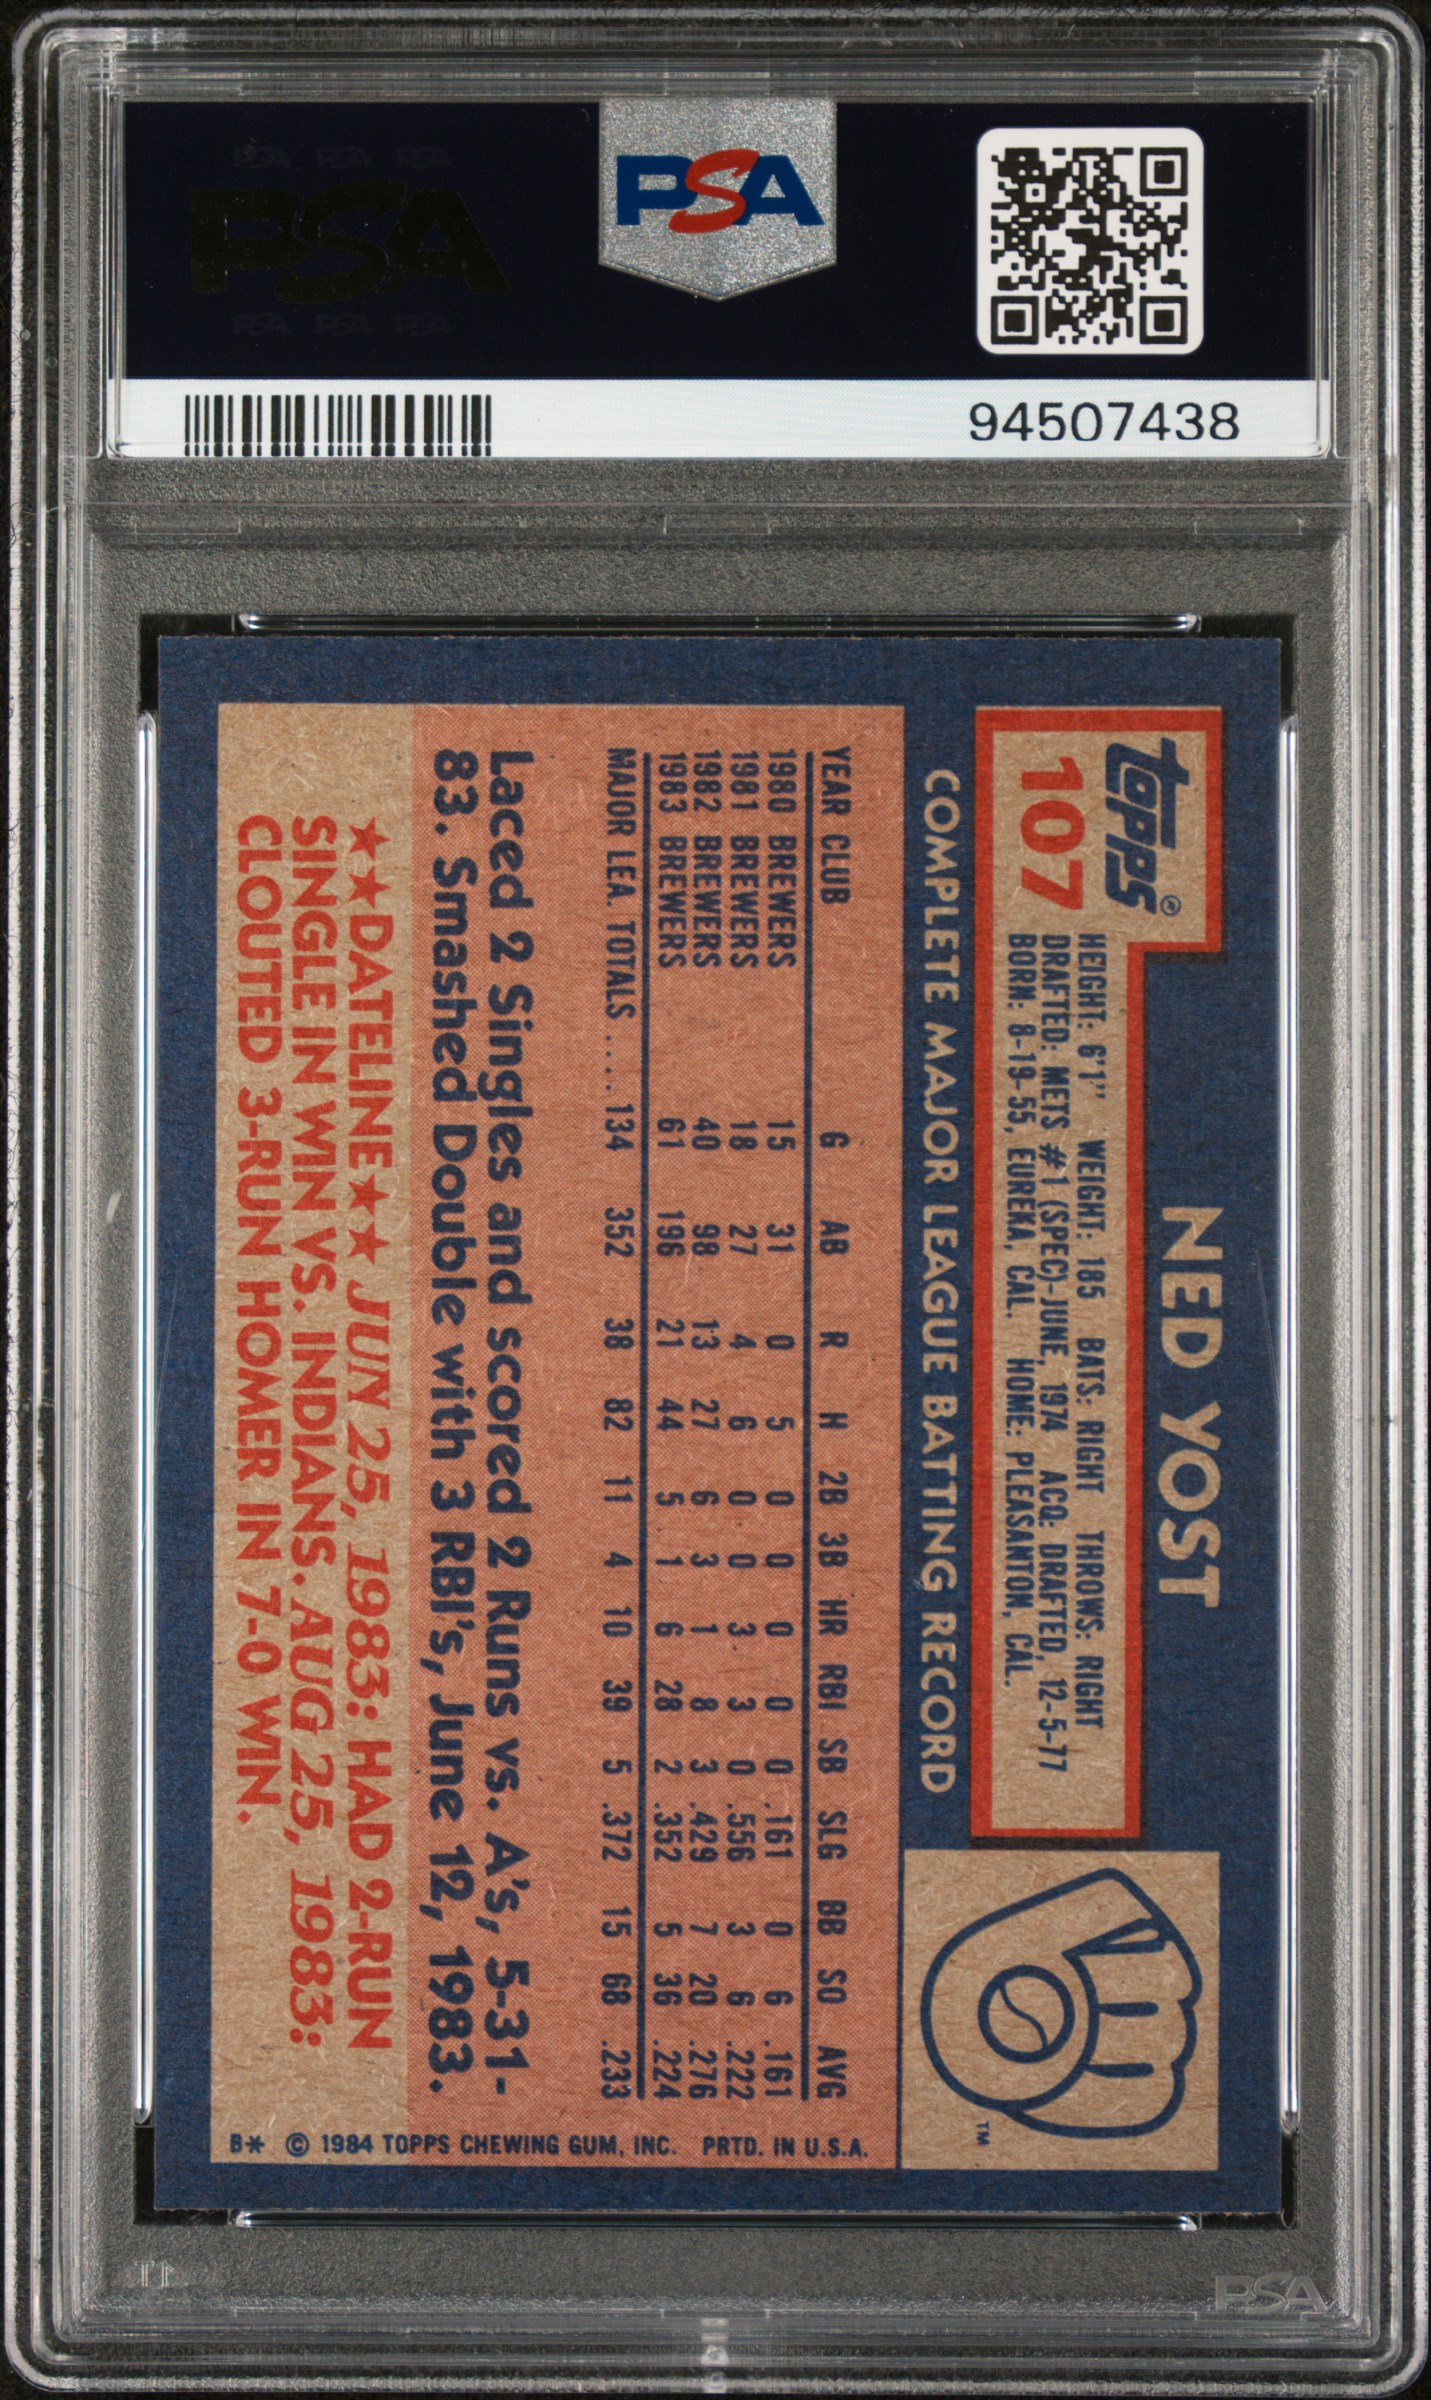 PSA PSA PSA
PSA
PSA PSA PSA
PSA
94507438
topps®
107
NED YOST
HEIGHT: 6'1" WEIGHT: 185 BATS: RIGHT THROWS: RIGHT
DRAFTED: METS #1 (SPEC)-JUNE, 1974 ACQ: DRAFTED, 12-5-77
BORN: 8-19-55, EUREKA, CAL. HOME: PLEASANTON, CAL.
COMPLETE MAJOR LEAGUE BATTING RECORD
M
TM
YEAR CLUB G AB R H 2B 3B HR RBI SB SLG BB SO AVG
1980 BREWERS 15 31 0 5 0 0 0 0 0 .161 0 6 .161
1981 BREWERS 18 27 4 6 0 0 3 3 0 .556 3 6 .222
1982 BREWERS 40 98 13 27 6 3 1 8 3 .429 7 20 .276
1983 BREWERS 61 196 21 44 5 1 6 28 2 .352 5 36 .224
MAJOR LEA. TOTALS .... 134 352 38 82 11 4 10 39 5 .372 15 68 .233
Laced 2 Singles and scored 2 Runs vs. A's, 5-31-
83. Smashed Double with 3 RBI's, June 12, 1983.
★★DATELINE★★ JUN 25, 1983: HAD 2-RUN
SINGLE IN WIN VS. INDIANS. AUG 25, 1983:
CLOUTED 3-RUN HOMER IN 7-0 WIN.
B* © 1984 TOPPS CHEWING GUM, INC. PRTD. IN U.S.A.
PSA